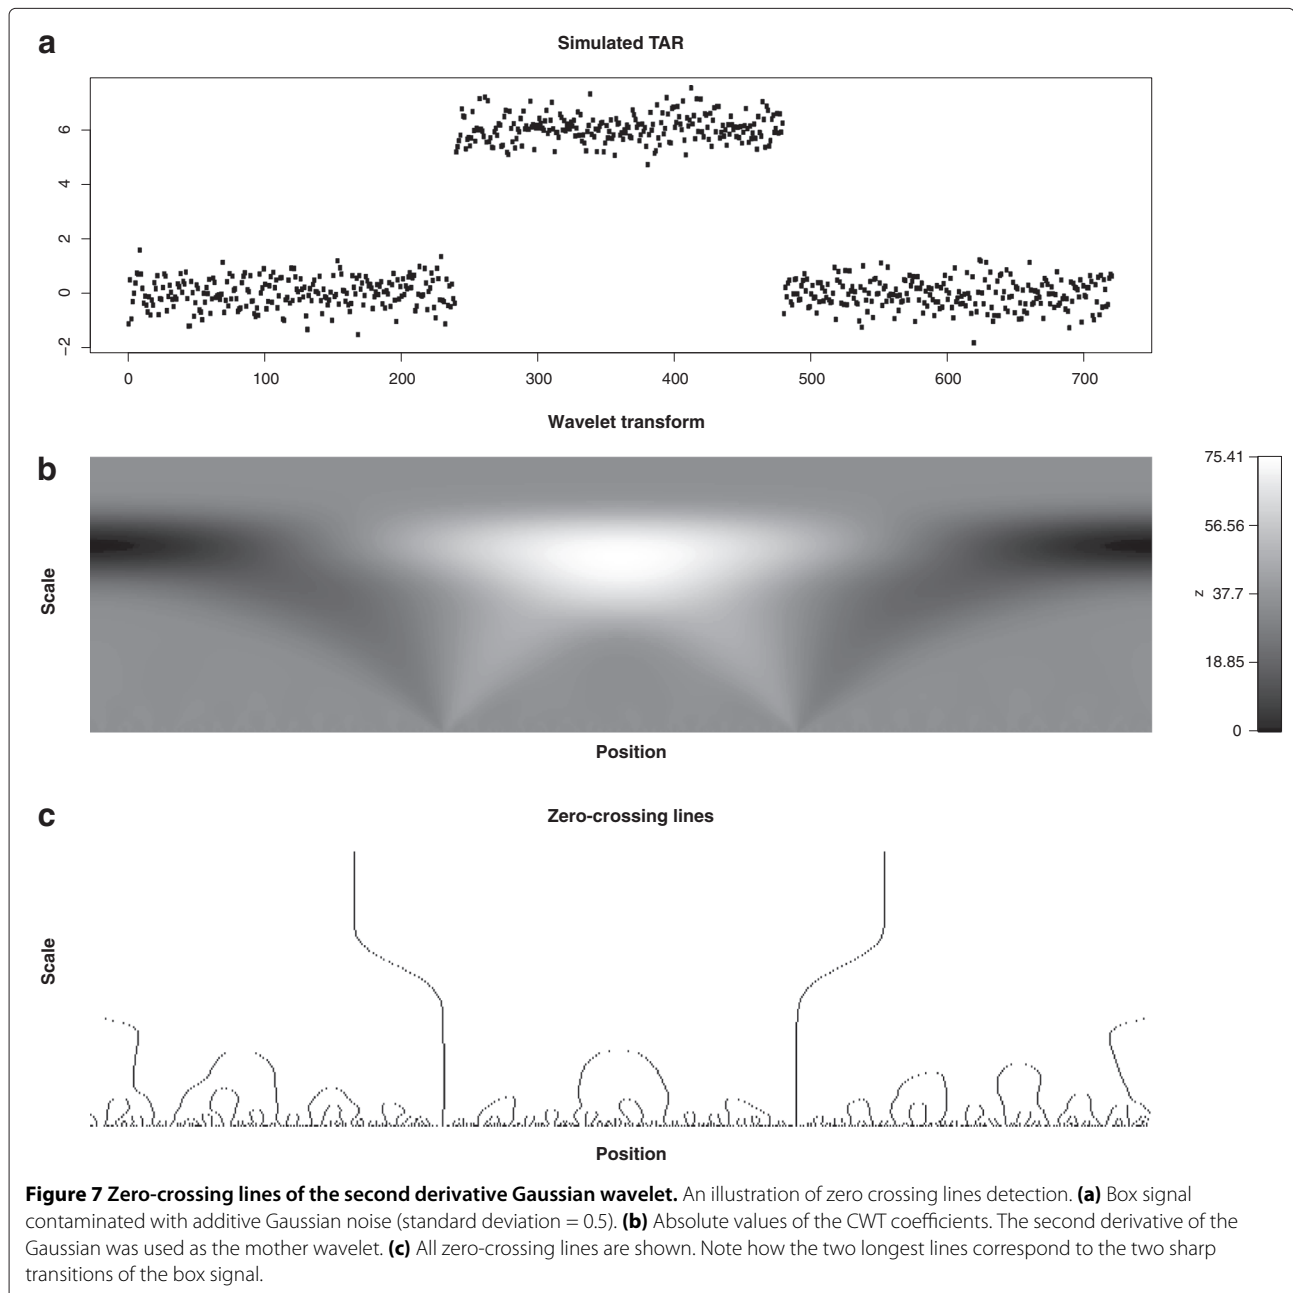 a
Simulated TAR
6
4
2
0
−2
0 100 200 300 400 500 600 700
Wavelet transform
b
Scale
Position
75.41
56.56
37.7
18.85
0
z
c
Zero-crossing lines
Scale
Position
Figure 7 Zero-crossing lines of the second derivative Gaussian wavelet. An illustration of zero crossing lines detection. (a) Box signal
contaminated with additive Gaussian noise (standard deviation = 0.5). (b) Absolute values of the CWT coefficients. The second derivative of the
Gaussian was used as the mother wavelet. (c) All zero-crossing lines are shown. Note how the two longest lines correspond to the two sharp
transitions of the box signal.